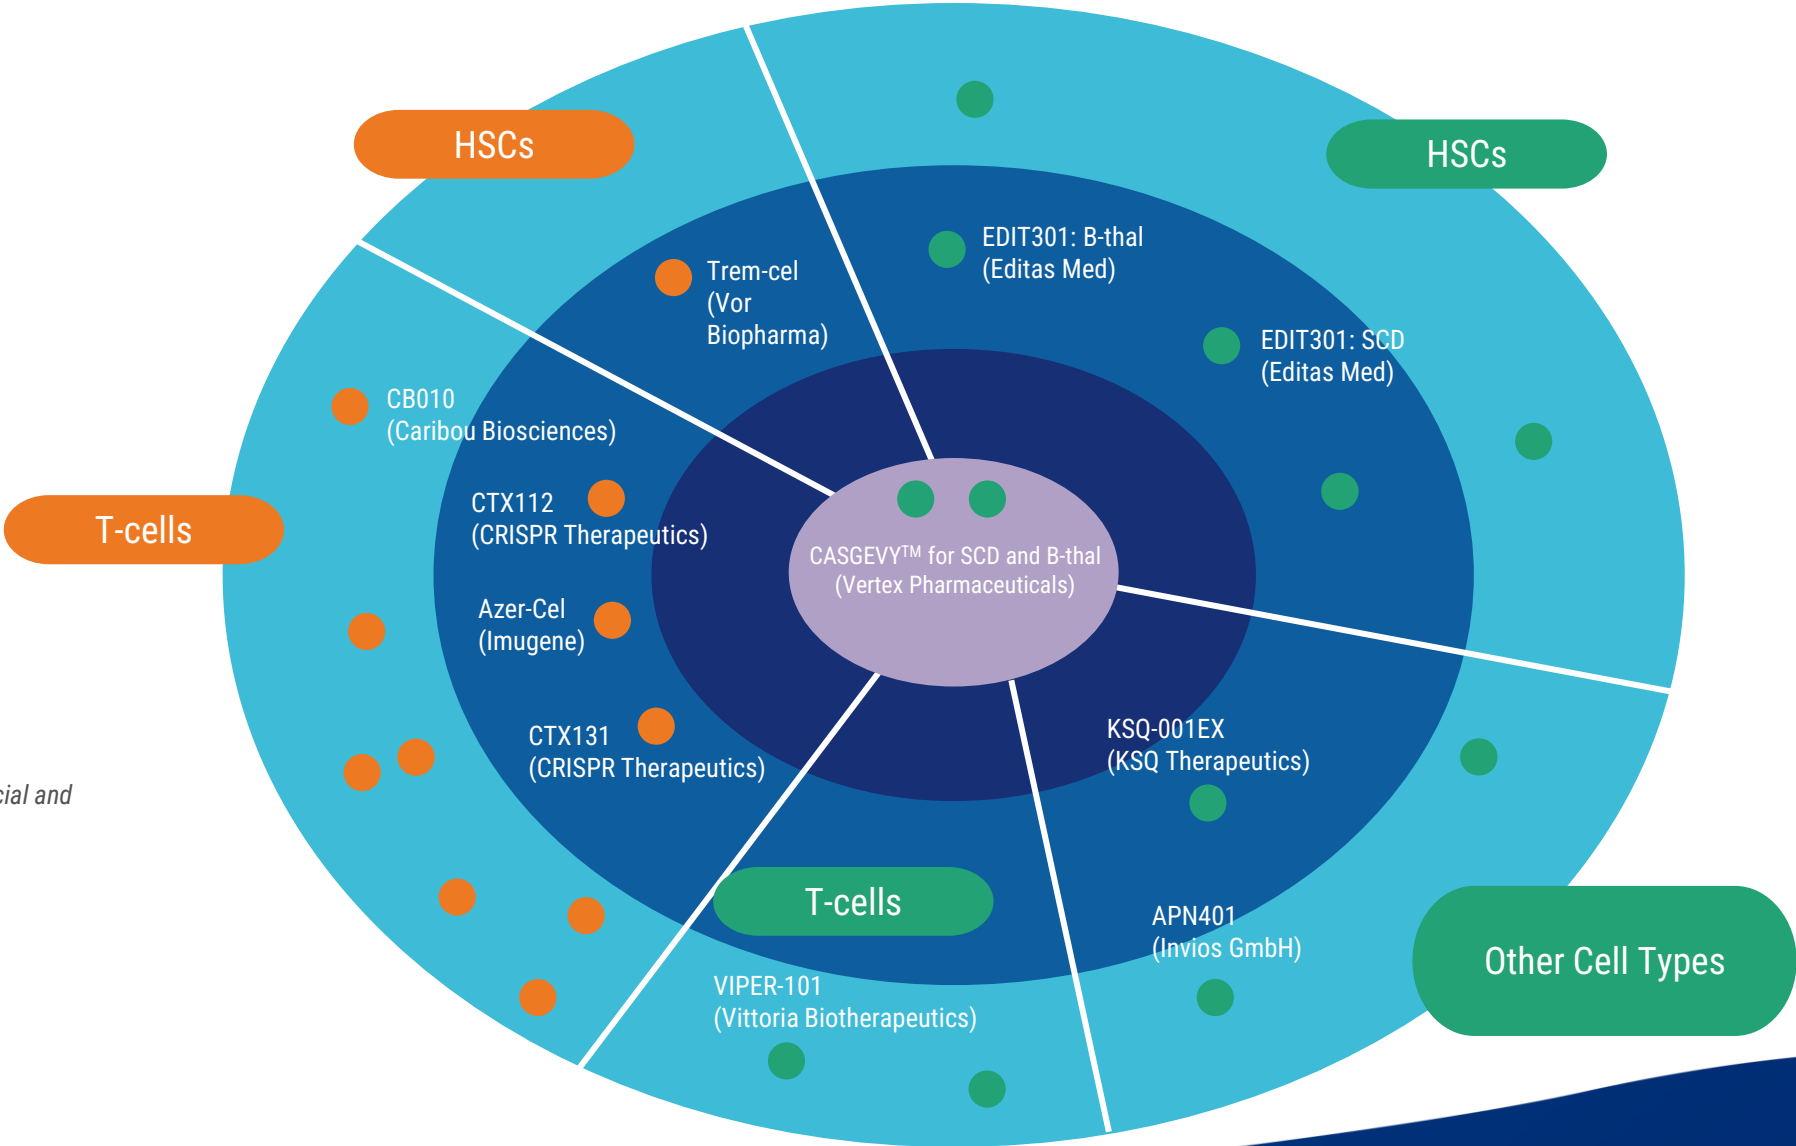 HSCs
HSCs
EDIT301: B-thal
(Editas Med)
Trem-cel
(Vor
Biopharma)
EDIT301: SCD
(Editas Med)
CB010
(Caribou Biosciences)
CTX112
(CRISPR Therapeutics)
T-cells
CASGEVY™ for SCD and B-thal
(Vertex Pharmaceuticals)
Azer-Cel
(Imugene)
CTX131
(CRISPR Therapeutics)
KSQ-001EX
(KSQ Therapeutics)
and
T-cells
APN401
(Invios GmbH)
Other Cell Types
VIPER-101
(Vittoria Biotherapeutics)